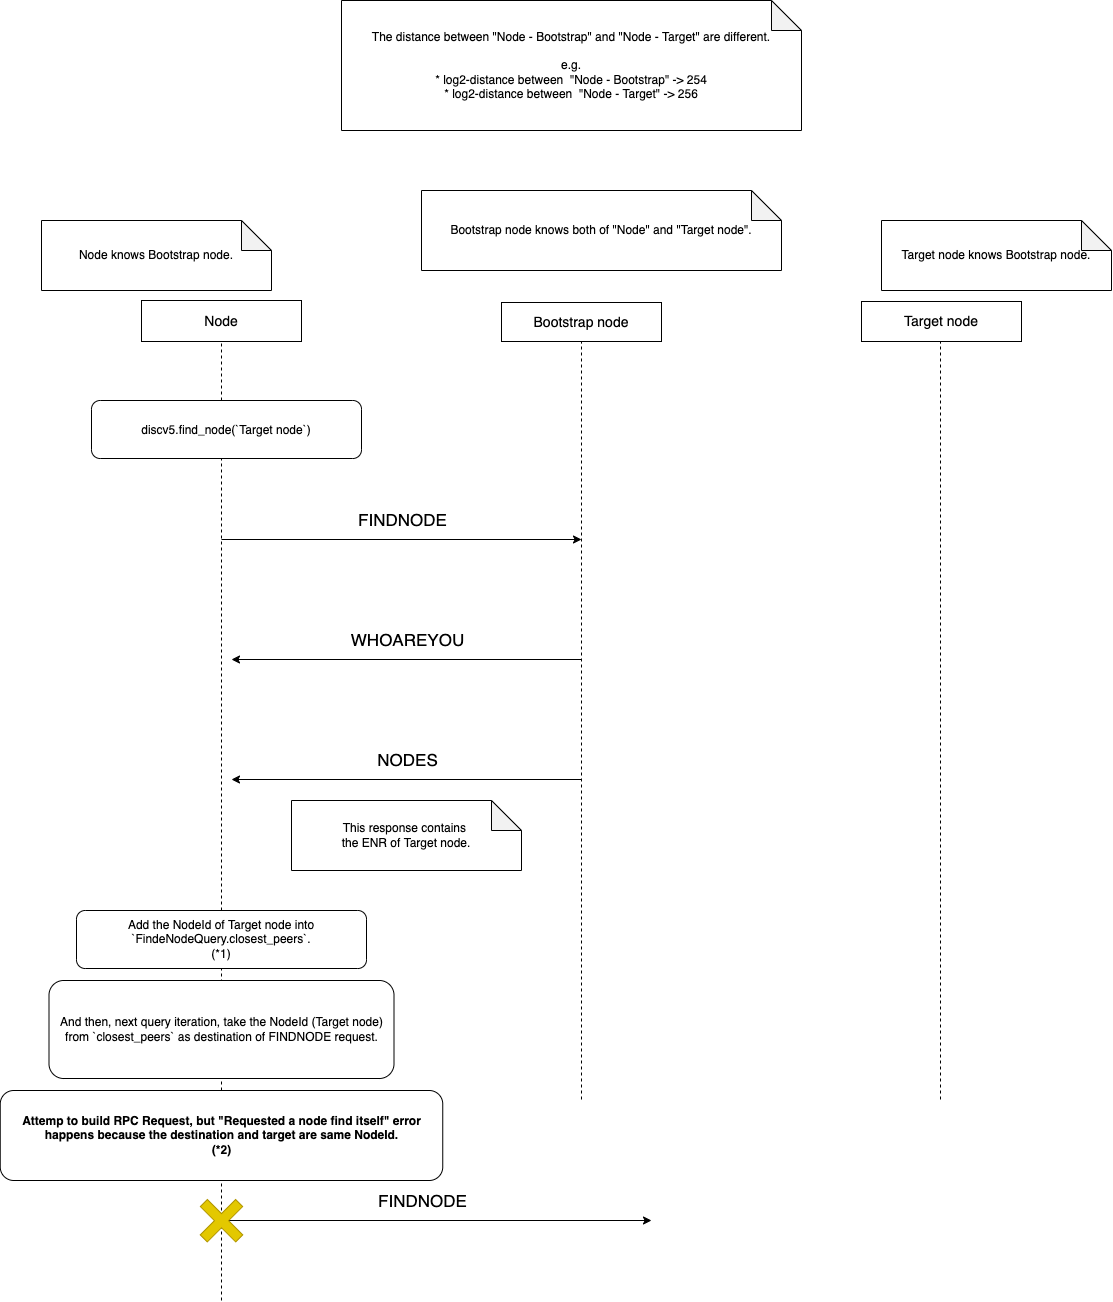 The distance between "Node - Bootstrap" and "Node - Target" are different.
e.g.
* log2-distance between "Node - Bootstrap" -> 254
* log2-distance between "Node - Target" -> 256
Node knows Bootstrap node.
Bootstrap node knows both of "Node" and "Target node".
Target node knows Bootstrap node.
Node
Bootstrap node
Target node
discv5.find_node(`Target node`)
FINDNODE
WHOAREYOU
NODES
This response contains
the ENR of Target node.
Add the NodeId of Target node into
`FindeNodeQuery.closest_peers`.
(*1)
And then, next query iteration, take the NodeId (Target node)
from `closest_peers` as destination of FINDNODE request.
Attemp to build RPC Request, but "Requested a node find itself" error
happens because the destination and target are same NodeId.
(*2)
FINDNODE